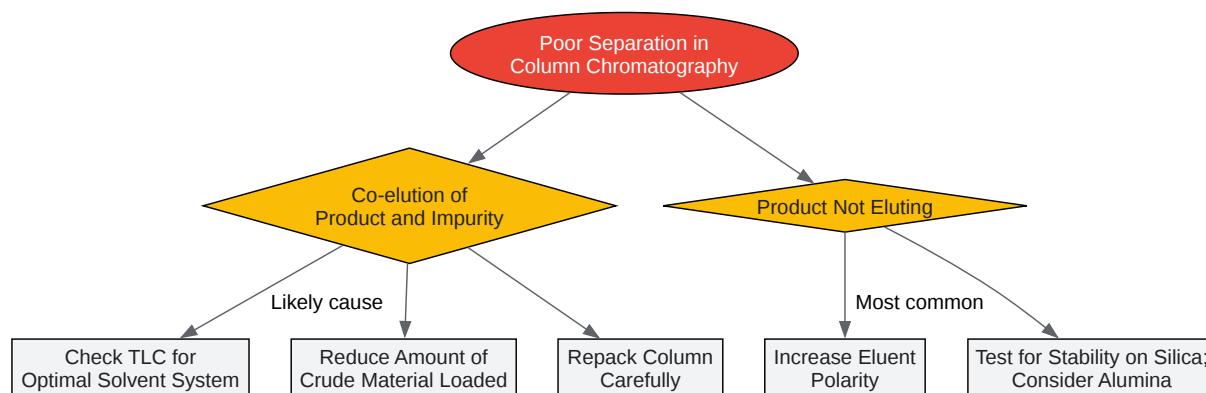 Poor Separation in
Column Chromatography
Co-elution of
Product and Impurity
Product Not Eluting
Likely cause
Most common
Check TLC for
Optimal Solvent System
Reduce Amount of
Crude Material Loaded
Repack Column
Carefully
Increase Eluent
Polarity
Test for Stability on Silica;
Consider Alumina